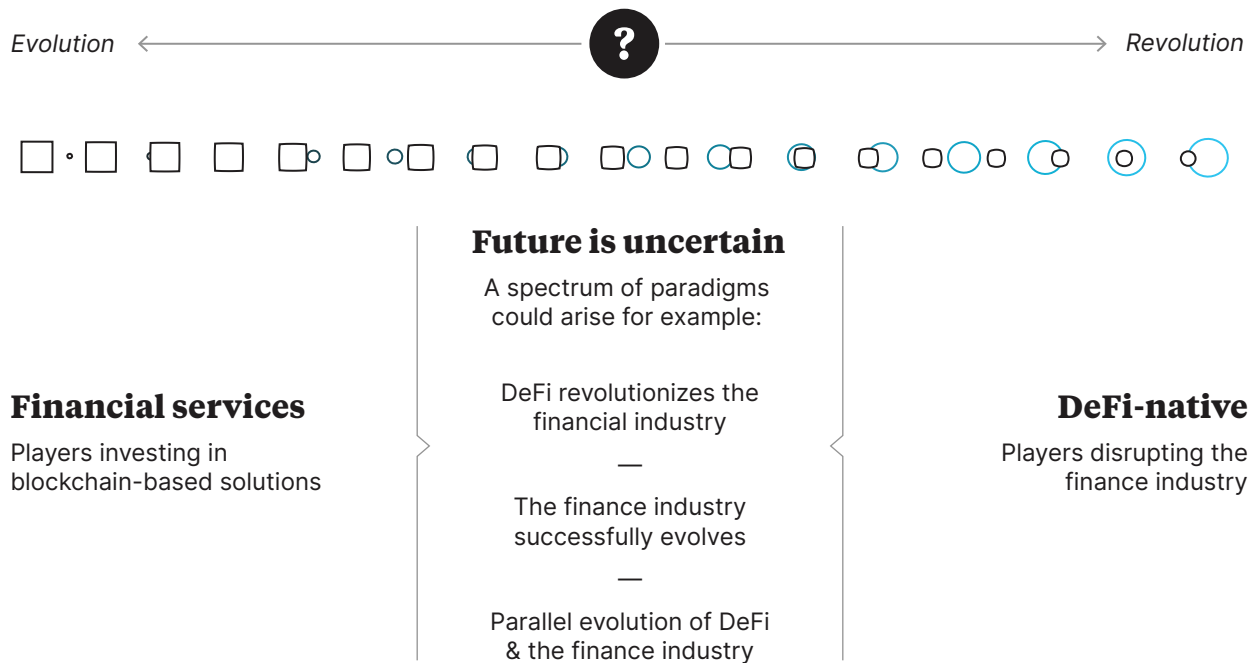 Evolution
?
Revolution
Future is uncertain
A spectrum of paradigms
could arise for example:
DeFi revolutionizes the
financial industry
—
The finance industry
successfully evolves
—
Parallel evolution of DeFi
& the finance industry
Financial services
Players investing in
blockchain-based solutions
DeFi-native
Players disrupting the
finance industry